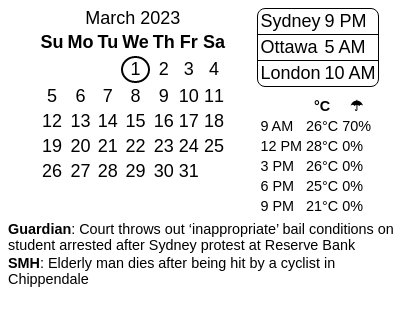 March 2023
Su Mo Tu We Th Fr Sa
1 2 3 4
5 6 7 8 9 10 11
12 13 14 15 16 17 18
19 20 21 22 23 24 25
26 27 28 29 30 31
Sydney 9 PM
Ottawa 5 AM
London 10 AM
°C ☂
9 AM 26°C 70%
12 PM 28°C 0%
3 PM 26°C 0%
6 PM 25°C 0%
9 PM 21°C 0%
Guardian: Court throws out ‘inappropriate’ bail conditions on
student arrested after Sydney protest at Reserve Bank
SMH: Elderly man dies after being hit by a cyclist in
Chippendale